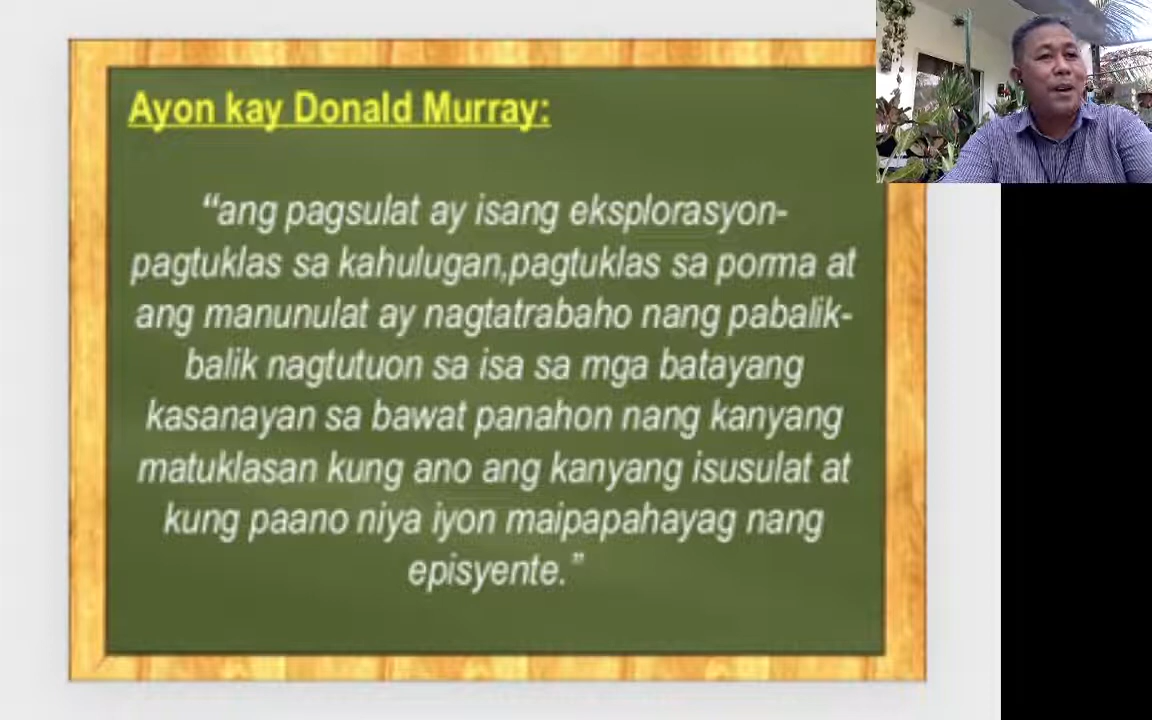 Ayon kay Donald Murray:
“ang pagsulat ay isang eksplorasyon-
pagtuklas sa kahulugan,pagtuklas sa porma at
ang manunulat ay nagtatrabaho nang pabalik-
balik nagtutuon sa isa sa mga batayang
kasanayan sa bawat panahon nang kanyang
matuklasan kung ano ang kanyang isusulat at
kung paano niya iyon maipapahayag nang
episyente.”